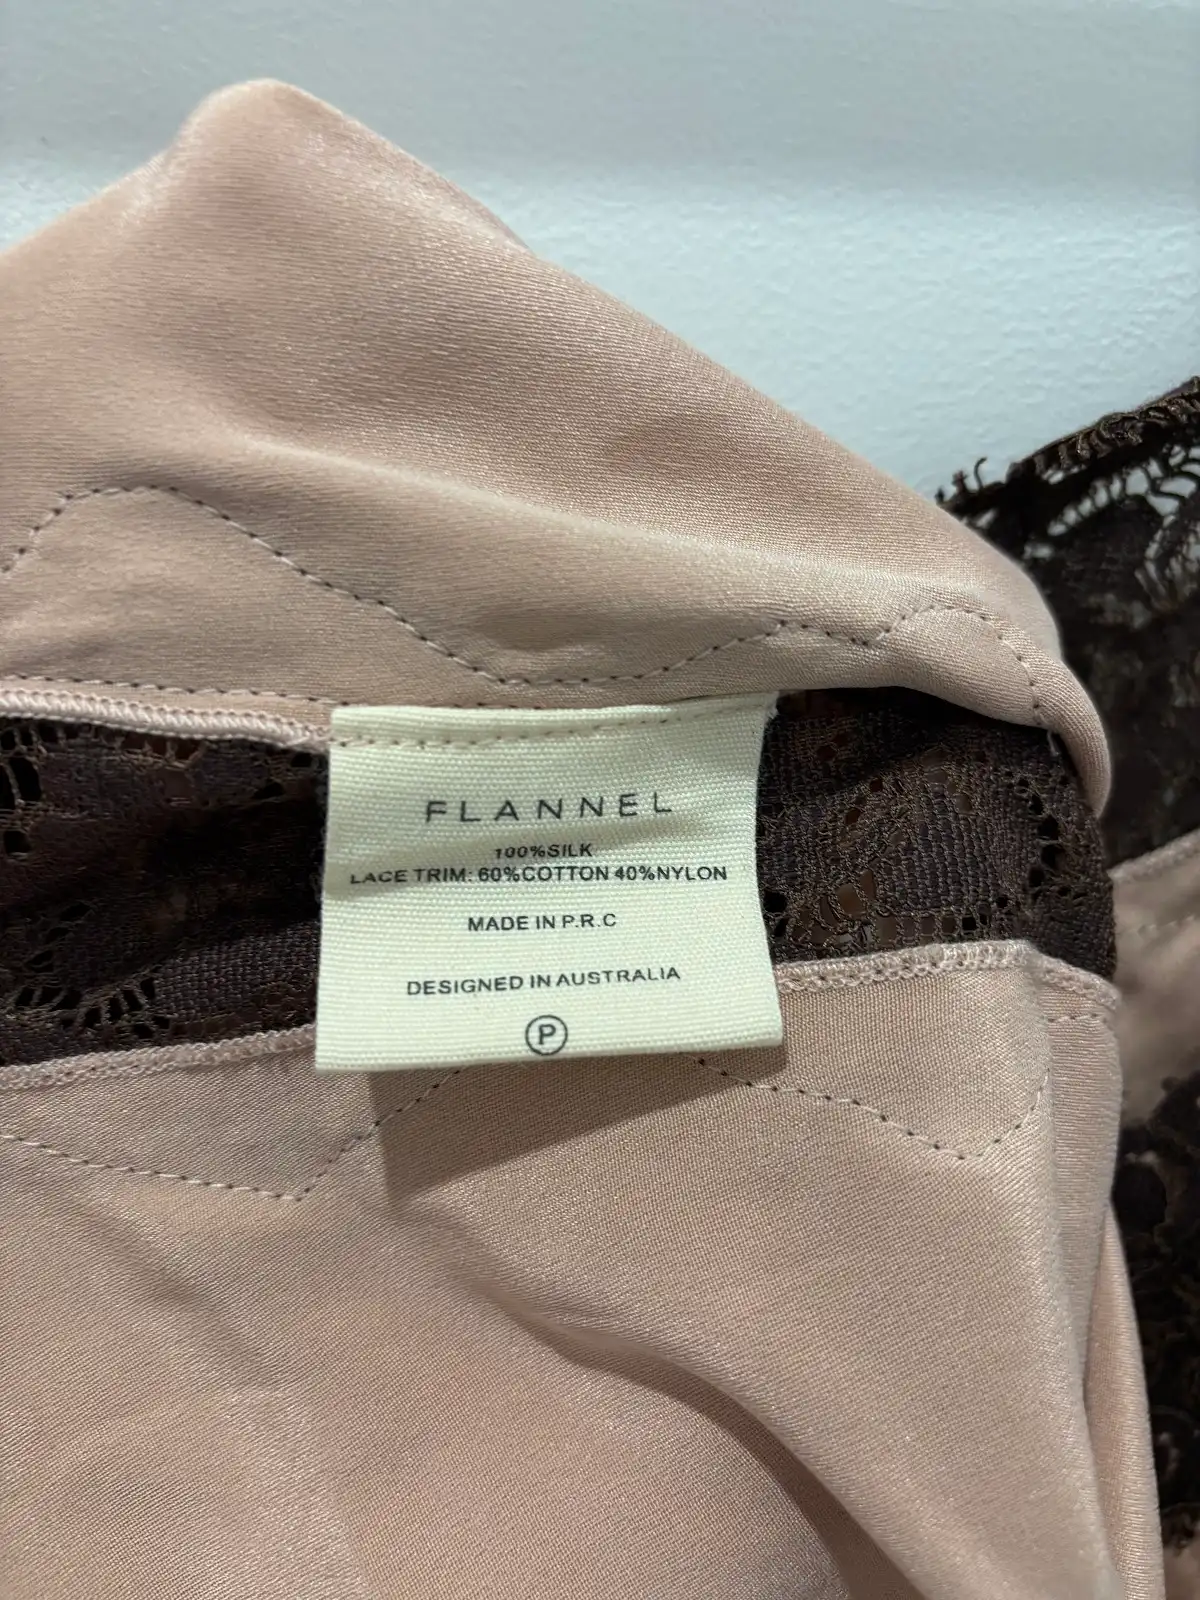 FLANNEL
100%SILK
LACE TRIM: 60%COTTON 40%NYLON
MADE IN P.R.C
DESIGNED IN AUSTRALIA
P